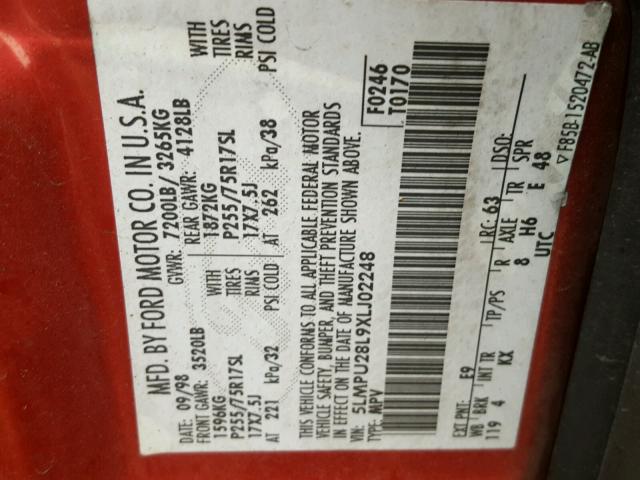 MFD. BY FORD MOTOR CO. IN U.S.A.
DATE: 09/98 GVWR: 7200LB/ 3265KG
FRONT GAWR: 3520LB REAR GAWR: 4128LB
1596KG 1872KG WITH
P255/75R17SL P255/75R17SL TIRES
17X7.5J 17X7.5J RIMS
AT 221 kPa/32 PSI COLD AT 262 kPa/38 PSI COLD
WITH
TIRES
RIMS
THIS VEHICLE CONFORMS TO ALL APPLICABLE FEDERAL MOTOR
VEHICLE SAFETY, BUMPER, AND THEFT PREVENTION STANDARDS
IN EFFECT ON THE DATE OF MANUFACTURE SHOWN ABOVE.
VIN: 5LMPU28L9XLJ02248 F0246
TYPE: MPV T0170
EXT PNT: E9 RC: 63 DSO:
WB BRK INT TR TP/PS R AXLE TR SPR
119 4 KX 8 H6 E 48
UTC
▽F85B-1520472-AB